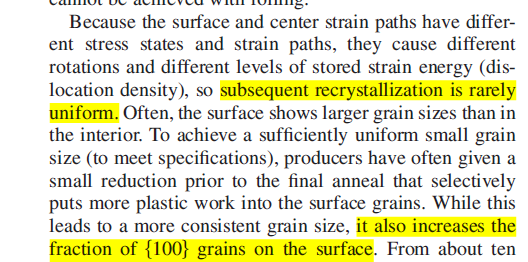 cannot be achieved with rolling.
Because the surface and center strain paths have differ-
ent stress states and strain paths, they cause different
rotations and different levels of stored strain energy (dis-
location density), so subsequent recrystallization is rarely
uniform. Often, the surface shows larger grain sizes than in
the interior. To achieve a sufficiently uniform small grain
size (to meet specifications), producers have often given a
small reduction prior to the final anneal that selectively
puts more plastic work into the surface grains. While this
leads to a more consistent grain size, it also increases the
fraction of {100} grains on the surface. From about ten